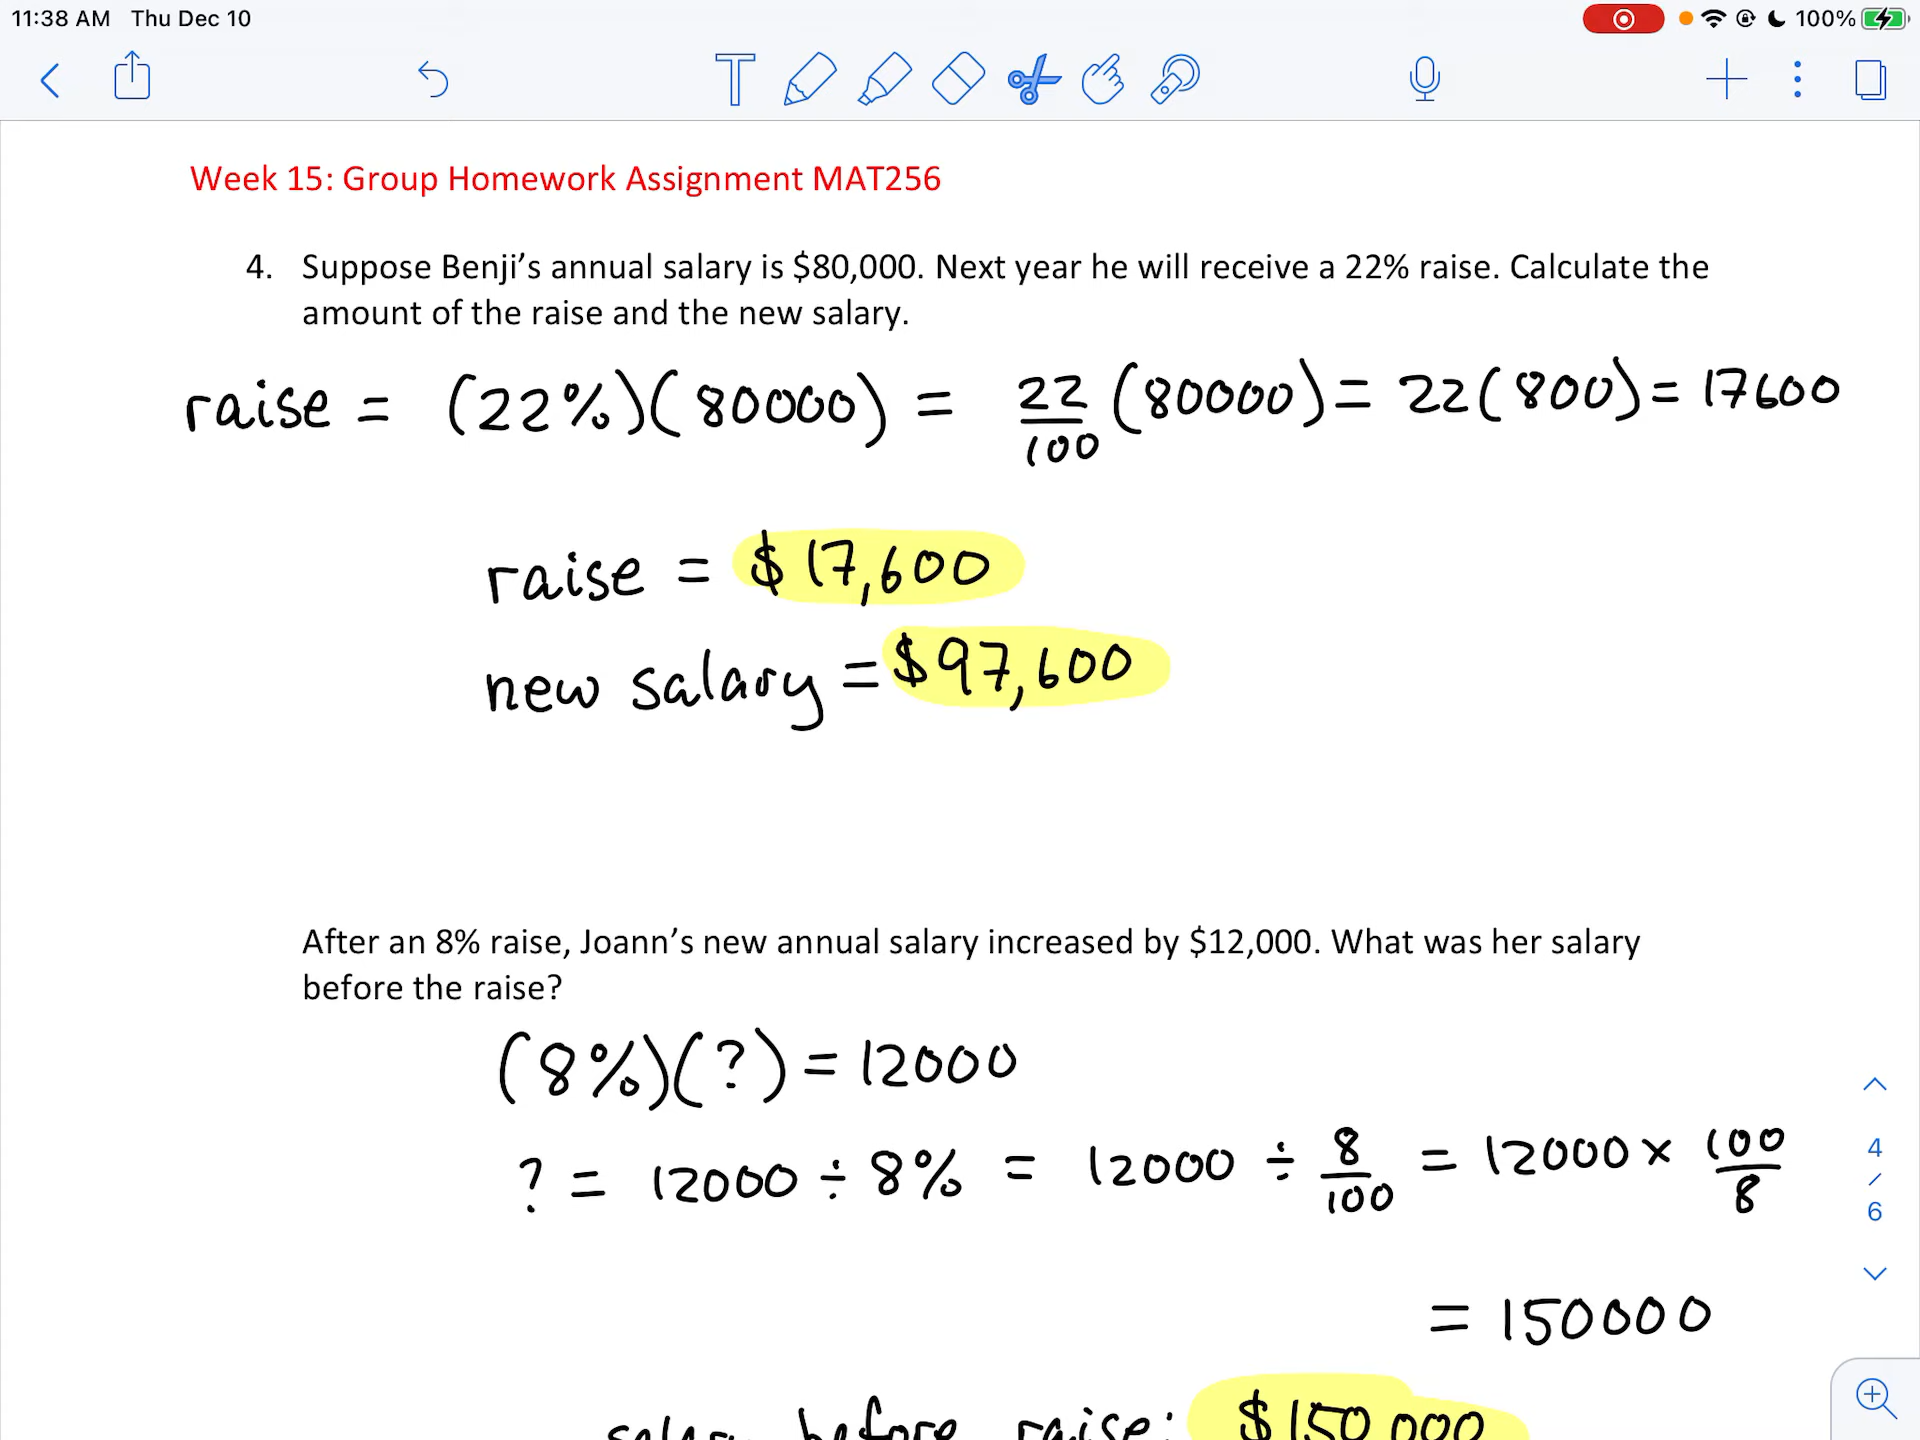 11:38 AM Thu Dec 10 100%
T
Week 15: Group Homework Assignment MAT256
4. Suppose Benji’s annual salary is $80,000. Next year he will receive a 22% raise. Calculate the
amount of the raise and the new salary.
raise = (22%)(80000) = 22/100 (80000) = 22(800) = 17600
raise = $17,600
new salary = $97,600
After an 8% raise, Joann’s new annual salary increased by $12,000. What was her salary
before the raise?
(8%)(?) = 12000
? = 12000 ÷ 8% = 12000 ÷ 8/100 = 12000 × 100/8
4
/
6
= 150000
salary before raise: $150 000